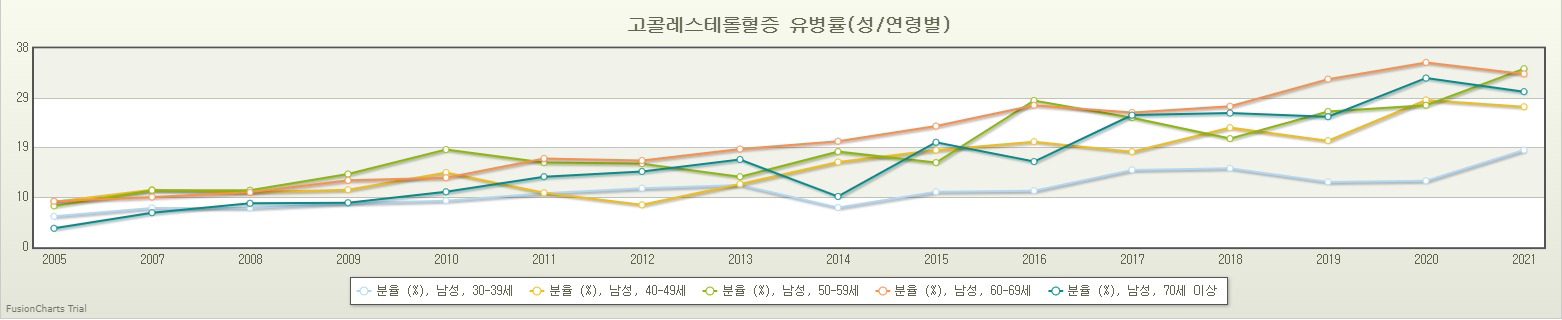 고콜레스테롤혈증 유병률(성/연령별)
38
29
19
10
0
2005 2007 2008 2009 2010 2011 2012 2013 2014 2015 2016 2017 2018 2019 2020 2021
분율 (%), 남성, 30-39세 분율 (%), 남성, 40-49세 분율 (%), 남성, 50-59세 분율 (%), 남성, 60-69세 분율 (%), 남성, 70세 이상
FusionCharts Trial